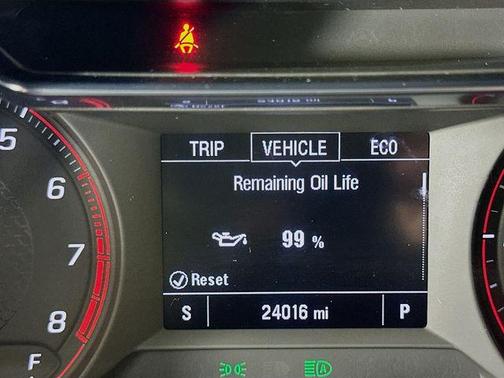 TRIP VEHICLE ECO
Remaining Oil Life
5
99 %
6
7
Reset
8
S 24016 mi P
F
A